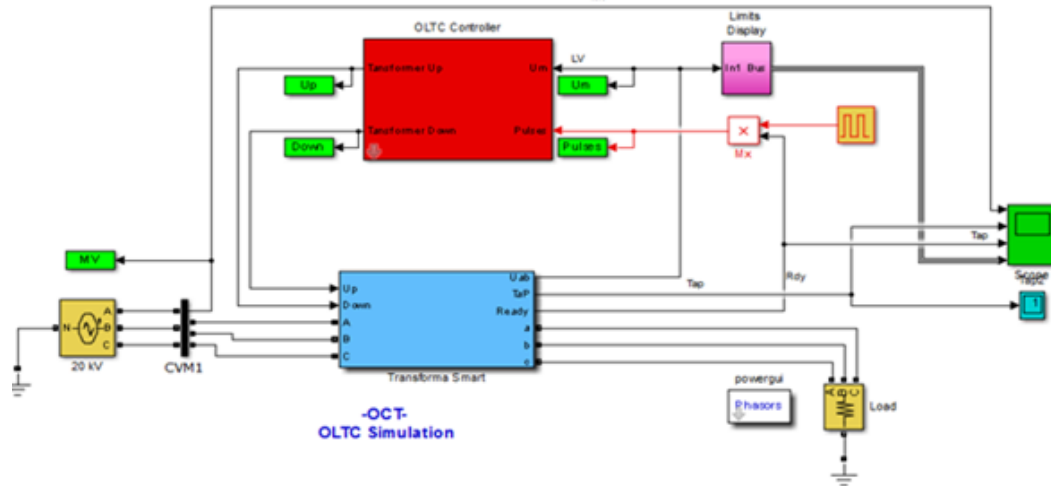 OLTC Controller
Limits
Display
Tansformer Up
Um
LV
In1 Bus
Up
Um
Tansformer Down
Pulses
Down
Pulses
×
Mx
MV
Tap
Scope
Up
Uab
Tap
Rdy
TaP
Down
Ready
1
A
A
a
N
B
B
b
C
C
c
20 kV
CVM1
Transforma Smart
powergui
A
B
C
Phasors
Load
-OCT-
OLTC Simulation